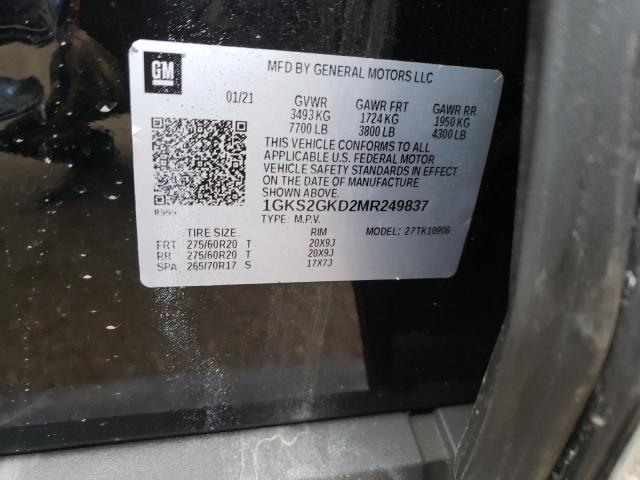 GM
MFD BY GENERAL MOTORS LLC
01/21 GVWR GAWR FRT GAWR RR
3493 KG 1724 KG 1950 KG
7700 LB 3800 LB 4300 LB
THIS VEHICLE CONFORMS TO ALL
APPLICABLE U.S. FEDERAL MOTOR
VEHICLE SAFETY STANDARDS IN EFFECT
ON THE DATE OF MANUFACTURE SHOWN ABOVE.
1GKS2GKD2MR249837
TYPE: M.P.V. MODEL: 27TK10906
TIRE SIZE RIM
FRT 275/60R20 T 20X9J
RR 275/60R20 T 20X9J
SPA 265/70R17 S 17X7J